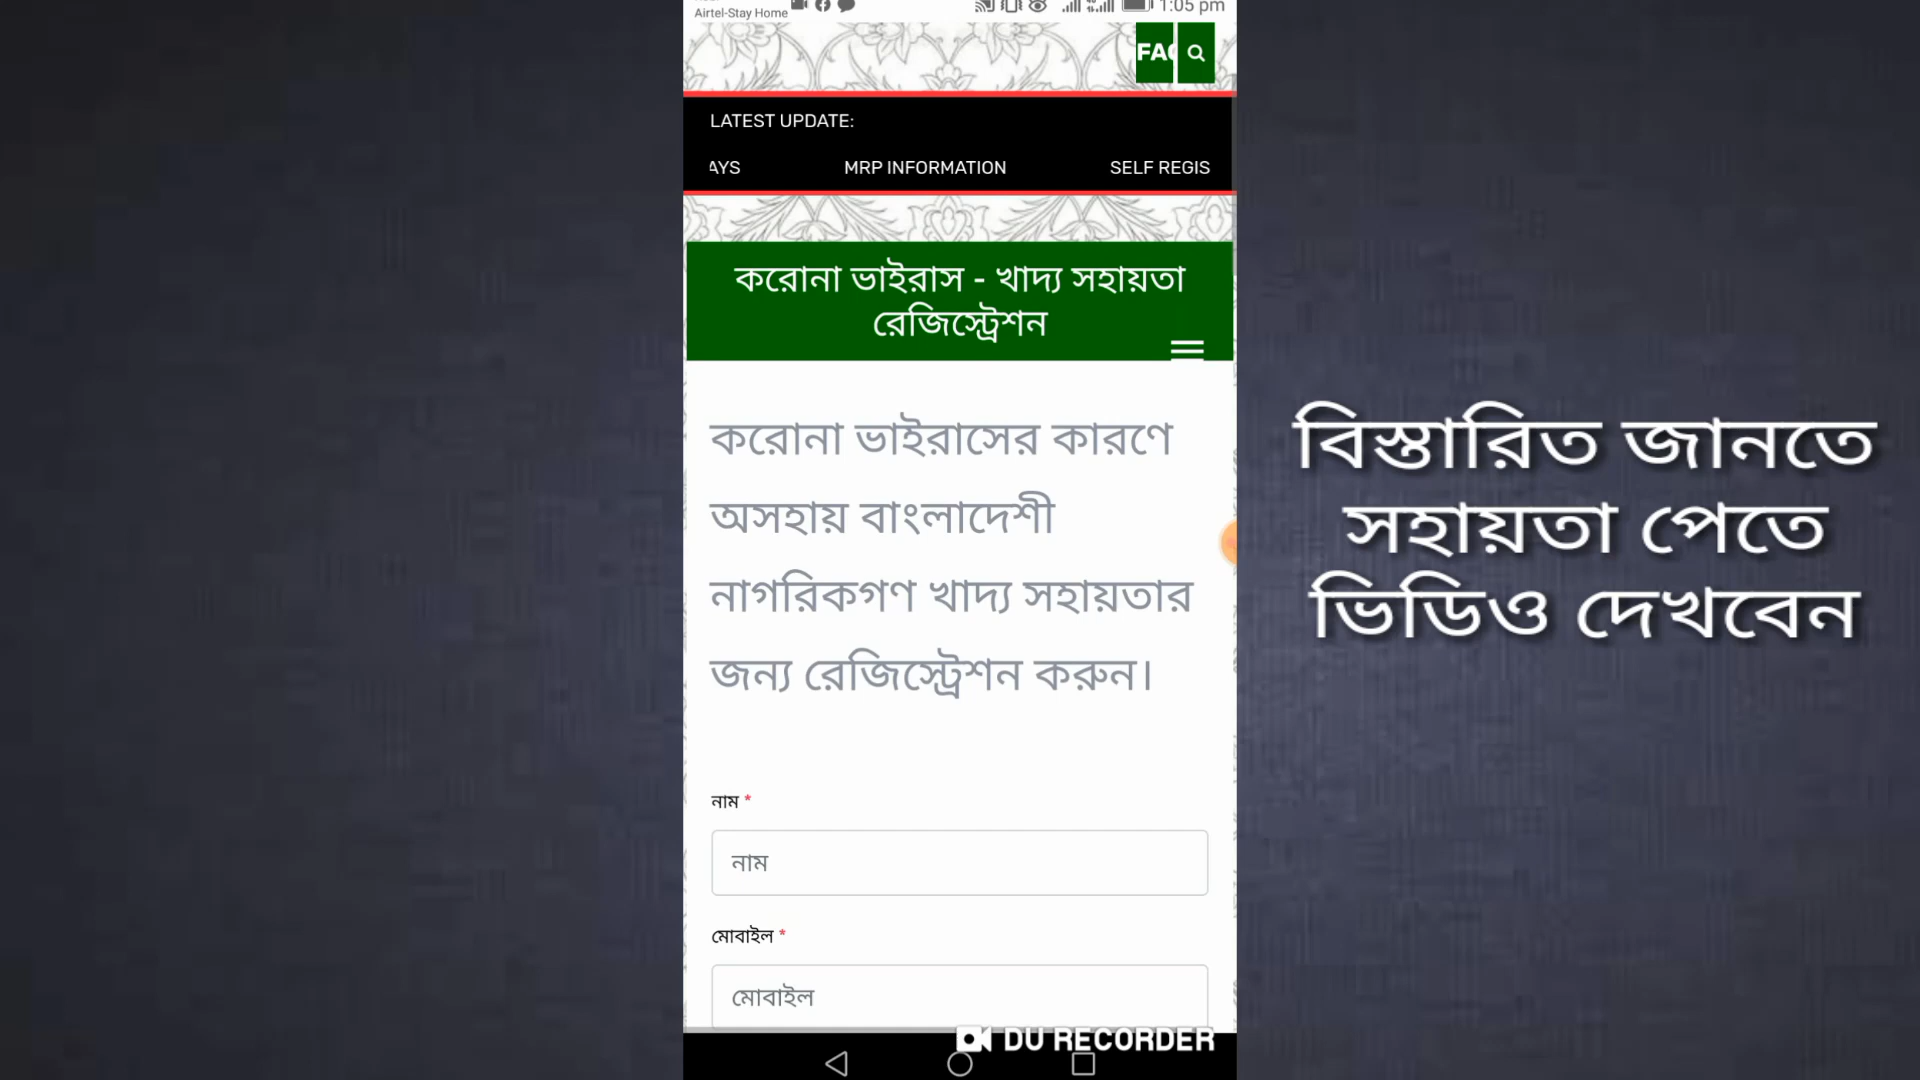 Airtel-Stay Home
1:05 pm
FAQ
LATEST UPDATE:
AYS MRP INFORMATION SELF REGIS
করোনা ভাইরাস - খাদ্য সহায়তা
রেজিস্ট্রেশন
করোনা ভাইরাসের কারণে
অসহায় বাংলাদেশী
নাগরিকগণ খাদ্য সহায়তার
জন্য রেজিস্ট্রেশন করুন।
নাম *
নাম
মোবাইল *
মোবাইল
DU RECORDER
বিস্তারিত জানতে
সহায়তা পেতে
ভিডিও দেখবেন